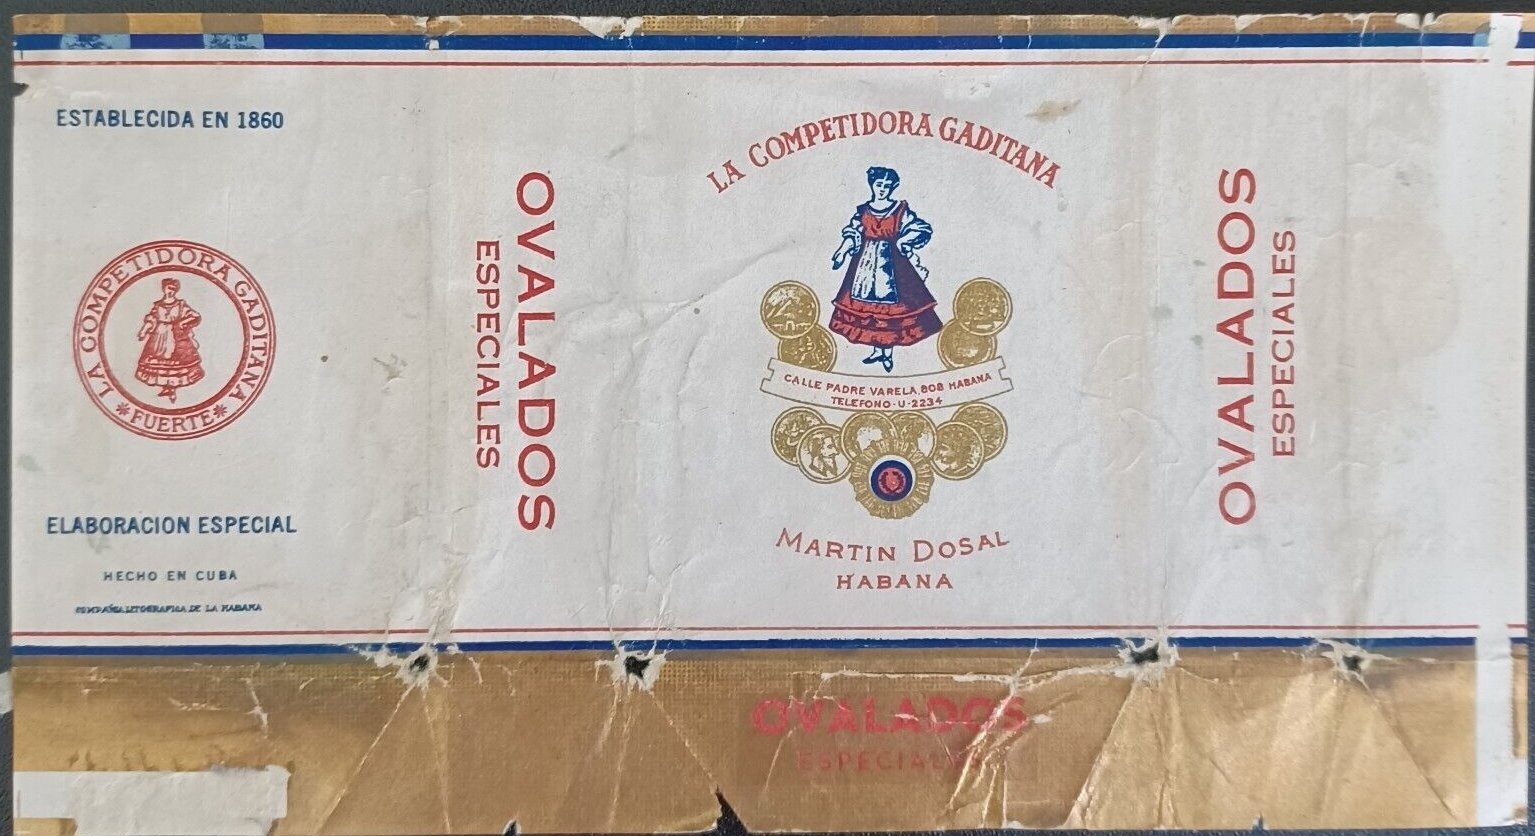 ESTABLECIDA EN 1860
LA COMPETIDORA GADITANA
* FUERTE *
ELABORACION ESPECIAL
HECHO EN CUBA
COMPAÑIA LITOGRAFICA DE LA HABANA
OVALADOS
ESPECIALES
LA COMPETIDORA GADITANA
CALLE PADRE VARELA, 808 HABANA
TELEFONO-U-2234
MARTIN DOSAL
HABANA
OVALADOS
ESPECIALES
OVALADOS
ESPECIALES